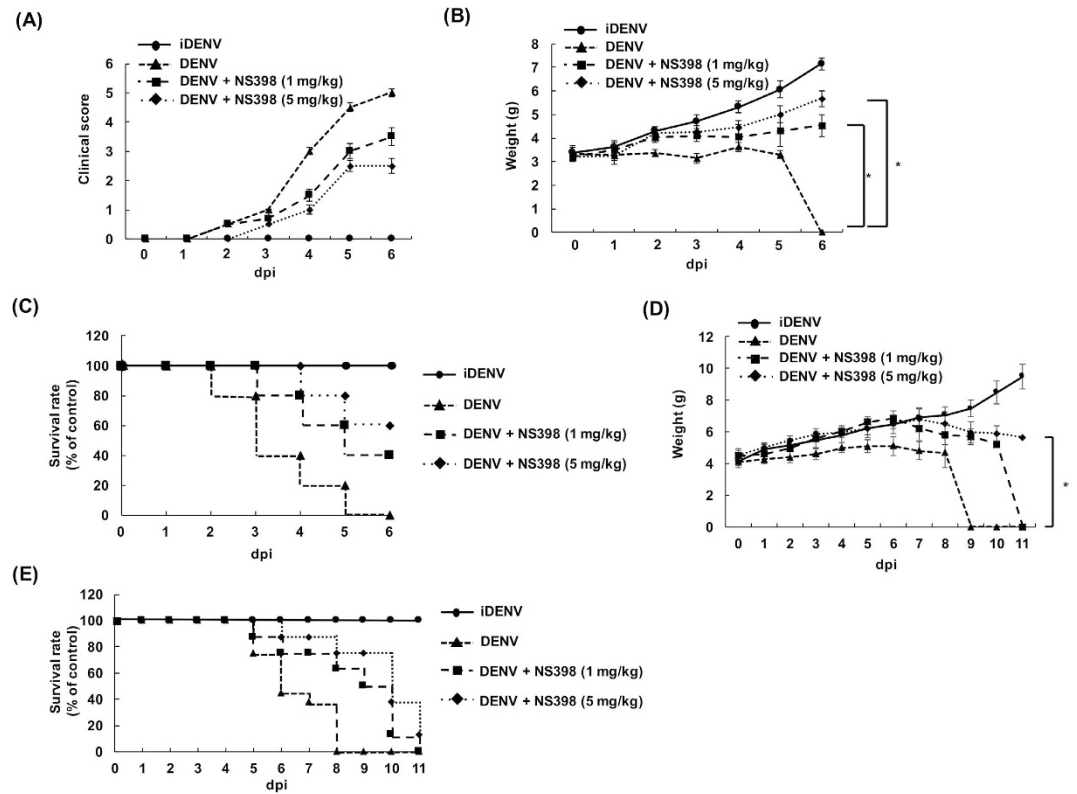 (A)
iDENV
DENV
DENV + NS398 (1 mg/kg)
DENV + NS398 (5 mg/kg)
Clinical score
6
5
4
3
2
1
0
0 1 2 3 4 5 6
dpi
(B)
iDENV
DENV
DENV + NS398 (1 mg/kg)
DENV + NS398 (5 mg/kg)
Weight (g)
8
7
6
5
4
3
2
1
0
0 1 2 3 4 5 6
dpi
*
*
(C)
Survival rate
(% of control)
120
100
80
60
40
20
0
0 1 2 3 4 5 6
dpi
iDENV
DENV
DENV + NS398 (1 mg/kg)
DENV + NS398 (5 mg/kg)
(D)
iDENV
DENV
DENV + NS398 (1 mg/kg)
DENV + NS398 (5 mg/kg)
Weight (g)
12
10
8
6
4
2
0
0 1 2 3 4 5 6 7 8 9 10 11
dpi
*
(E)
Survival rate
(% of control)
120
100
80
60
40
20
0
0 1 2 3 4 5 6 7 8 9 10 11
dpi
iDENV
DENV
DENV + NS398 (1 mg/kg)
DENV + NS398 (5 mg/kg)